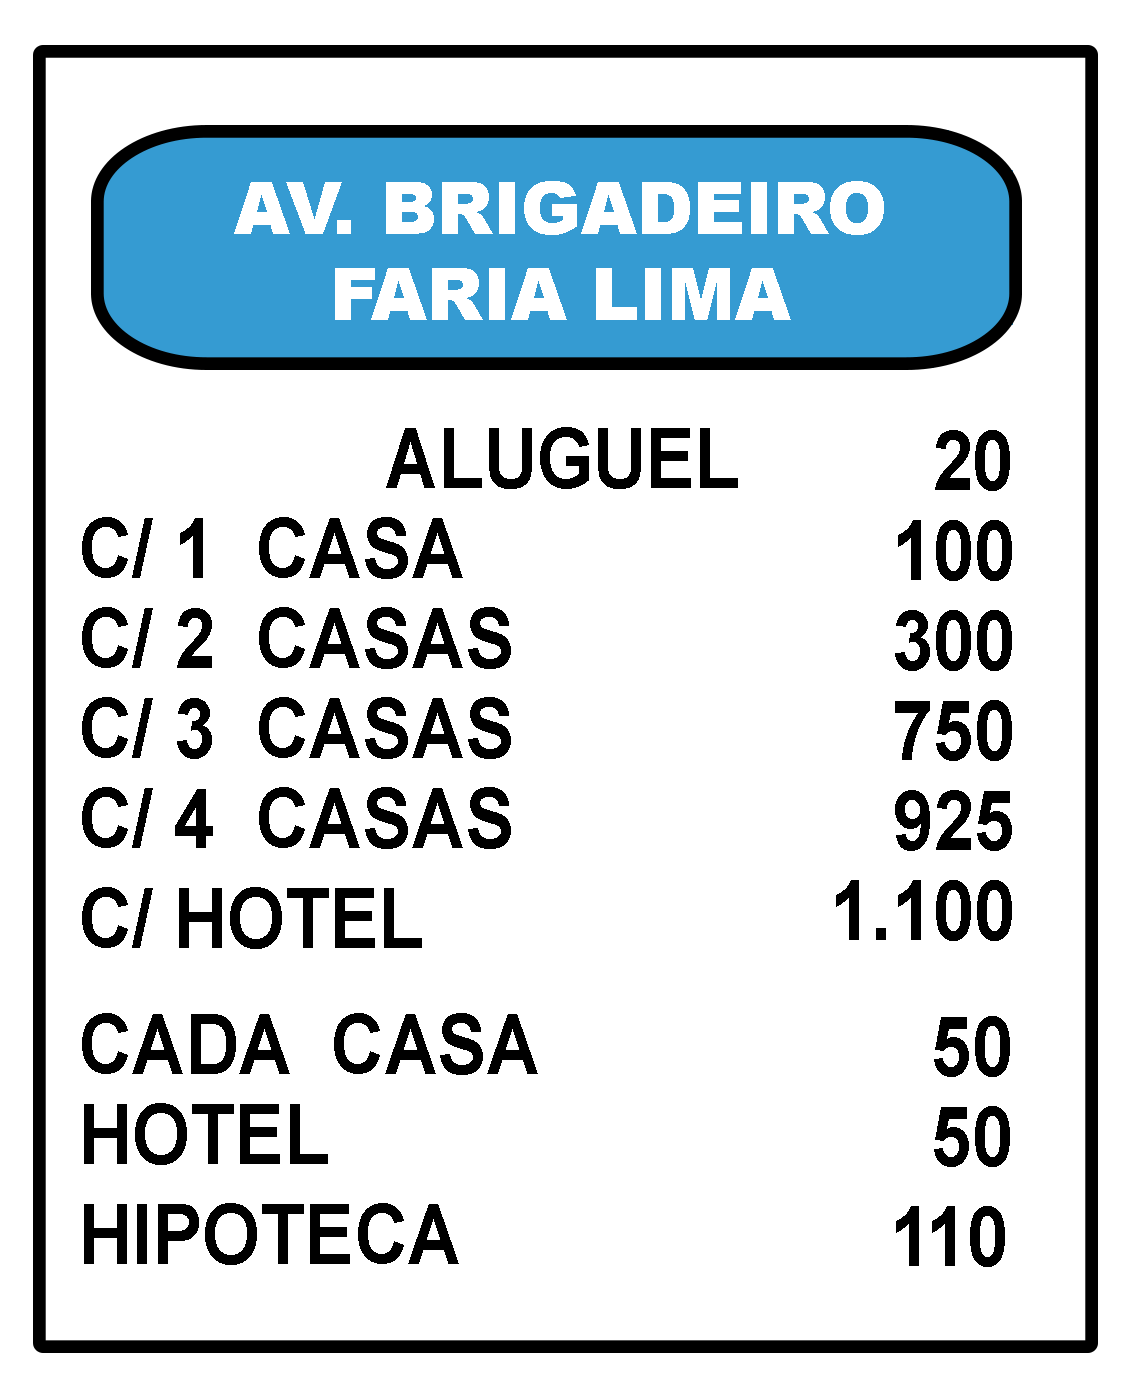 AV. BRIGADEIRO
FARIA LIMA
ALUGUEL 20
C/ 1 CASA 100
C/ 2 CASAS 300
C/ 3 CASAS 750
C/ 4 CASAS 925
C/ HOTEL 1.100
CADA CASA 50
HOTEL 50
HIPOTECA 110